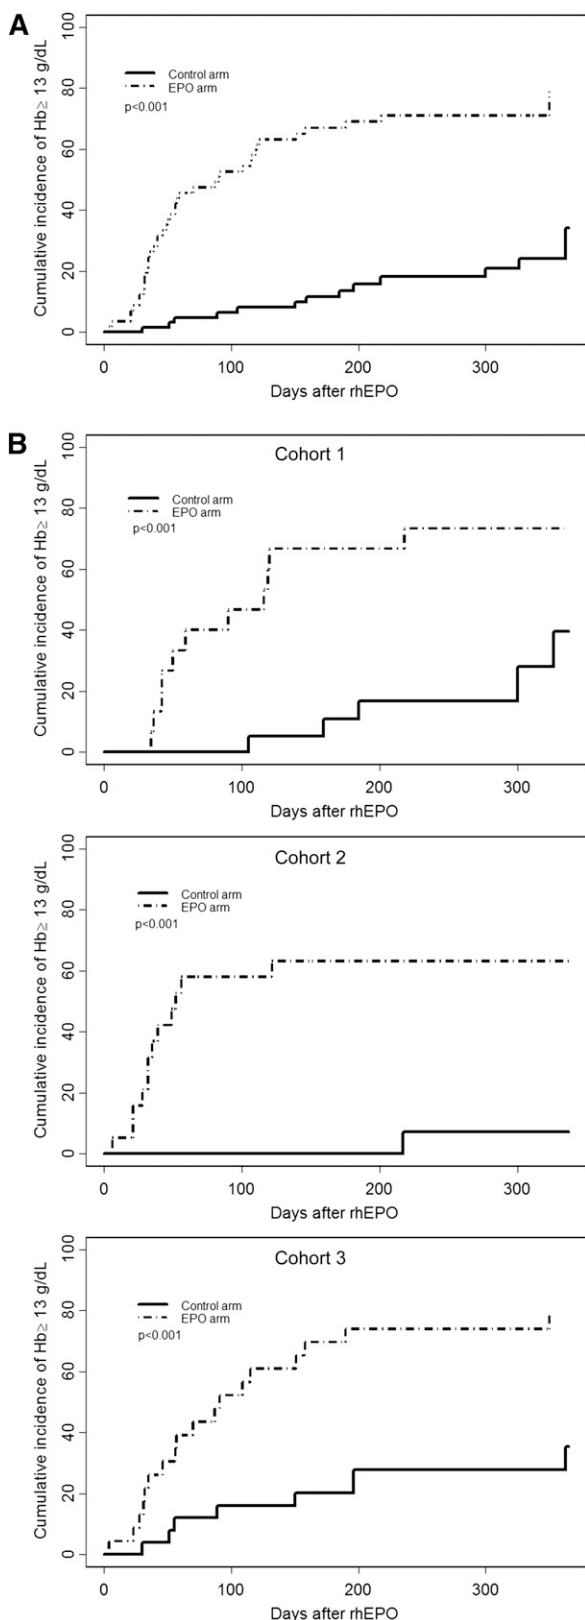 A
Cumulative incidence of Hb≥ 13 g/dL
100
80
60
40
20
0
Control arm
EPO arm
p<0.001
0 100 200 300
Days after rhEPO
B
Cohort 1
Cumulative incidence of Hb≥ 13 g/dL
100
80
60
40
20
0
Control arm
EPO arm
p<0.001
0 100 200 300
Days after rhEPO
Cohort 2
Cumulative incidence of Hb≥ 13 g/dL
100
80
60
40
20
0
Control arm
EPO arm
p<0.001
0 100 200 300
Days after rhEPO
Cohort 3
Cumulative incidence of Hb≥ 13 g/dL
100
80
60
40
20
0
Control arm
EPO arm
p<0.001
0 100 200 300
Days after rhEPO